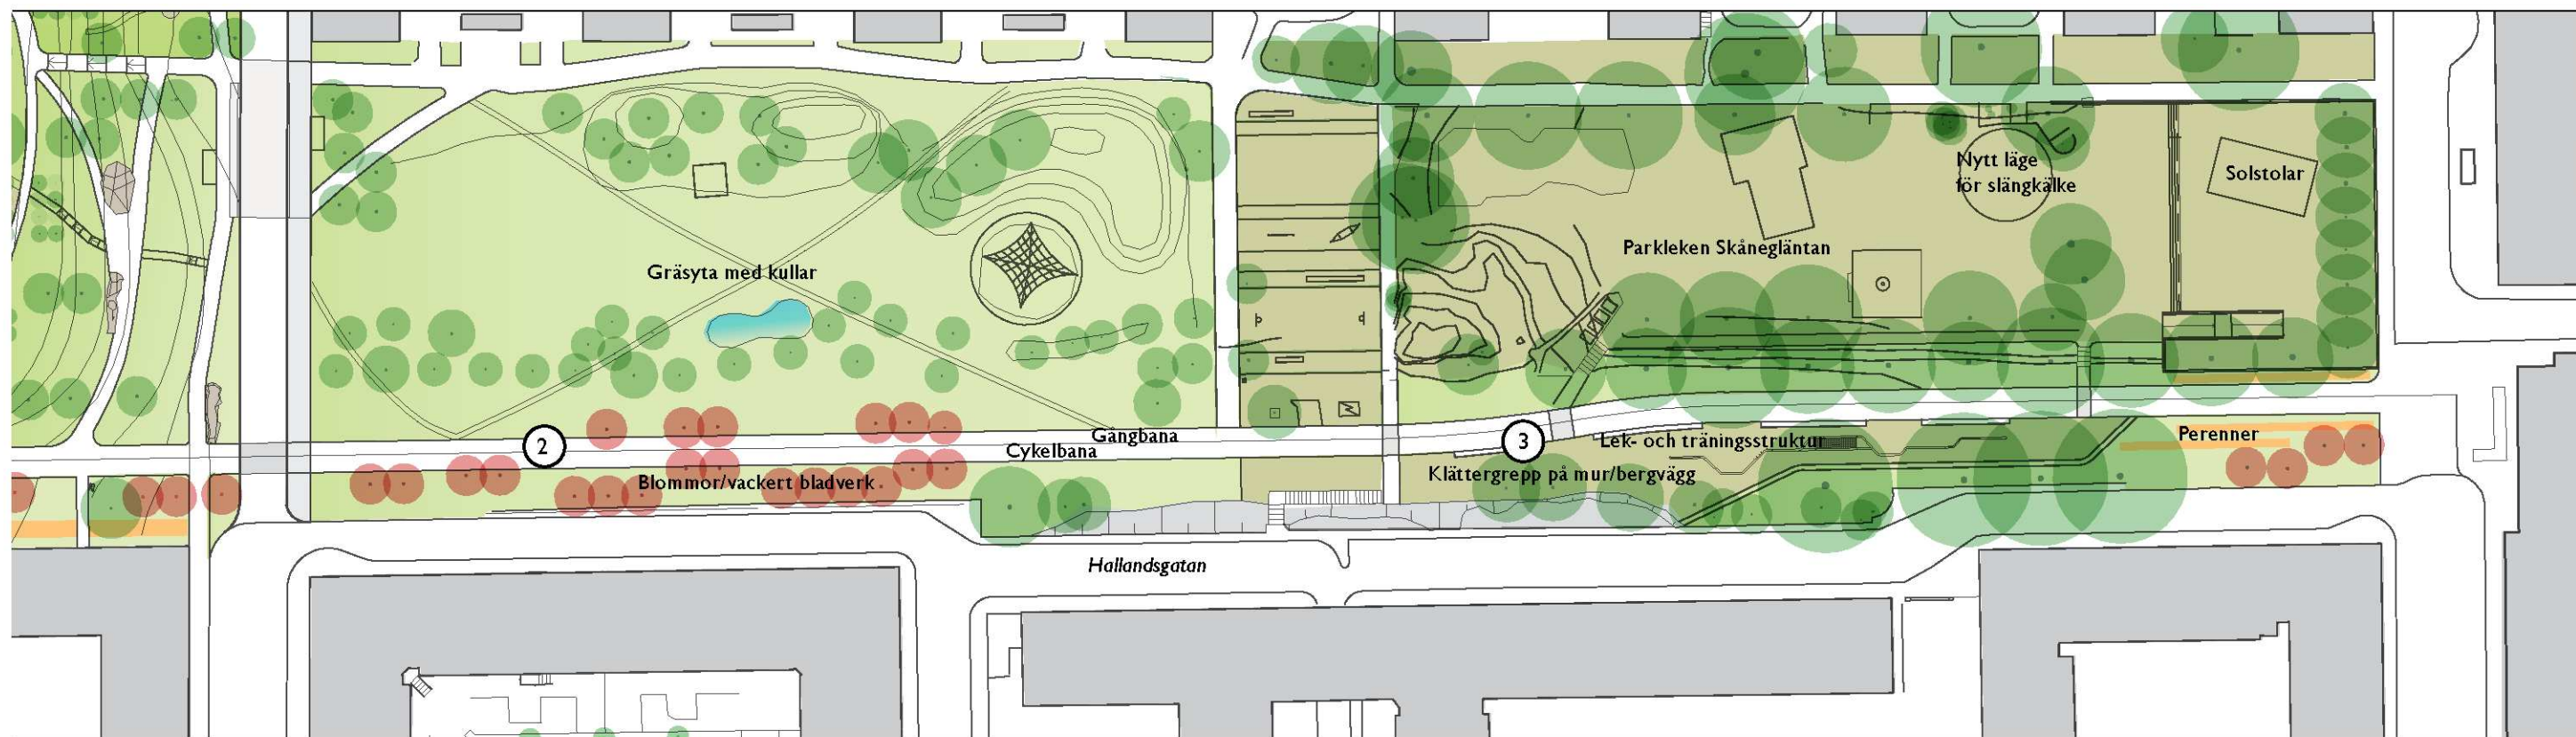 Nytt läge
för slängkälke
Solstolar
Parkleken Skånegläntan
Gräsyta med kullar
2
Gångbana
Cykelbana
3
Lek- och träningsstruktur
Perenner
Klättergrepp på mur/bergvägg
Blommor/vackert bladverk
Hallandsgatan